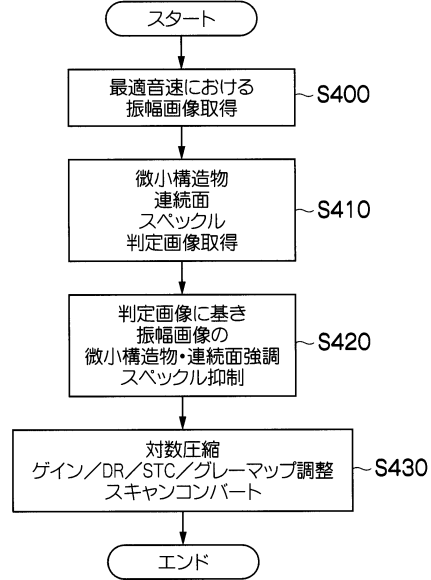 スタート
最適音速における
振幅画像取得
S400
微小構造物
連続面
スペックル
判定画像取得
S410
判定画像に基き
振幅画像の
微小構造物・連続面強調
スペックル抑制
S420
対数圧縮
ゲイン／DR／STC／グレーマップ調整
スキャンコンバート
S430
エンド